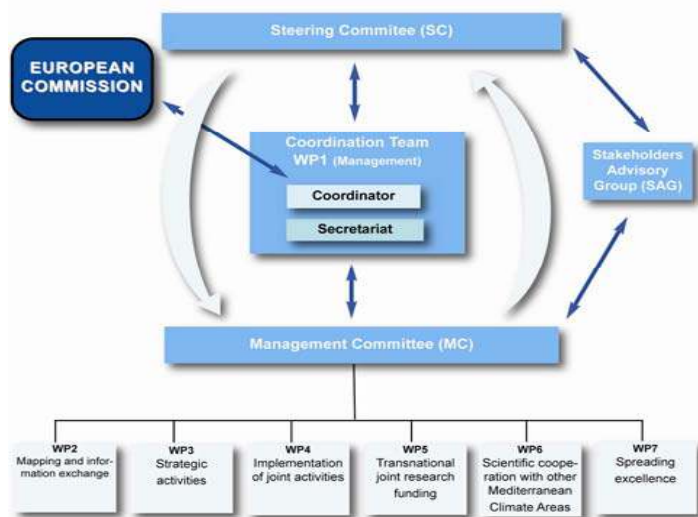 Steering Commitee (SC)
EUROPEAN
COMMISSION
Coordination Team
WP1 (Management)
Coordinator
Secretariat
Stakeholders
Advisory
Group (SAG)
Management Committee (MC)
WP2
Mapping and infor-
mation exchange
WP3
Strategic
activities
WP4
Implementation
of joint activities
WP5
Transnational
joint research
funding
WP6
Scientific coope-
ration with other
Mediterranean
Climate Areas
WP7
Spreading
excellence